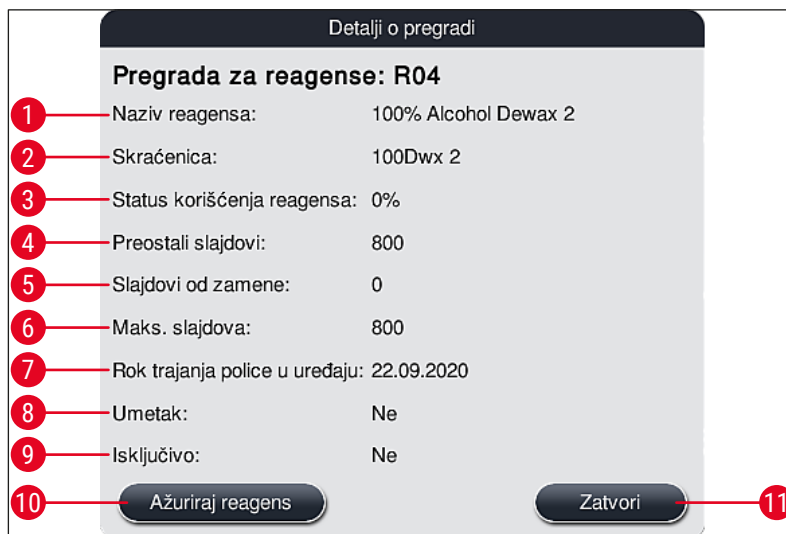 Detalji o pregradi
Pregrada za reagense: R04
1 Naziv reagensa: 100% Alcohol Dewax 2
2 Skraćenica: 100Dwx 2
3 Status korišćenja reagensa: 0%
4 Preostali slajdovi: 800
5 Slajdovi od zamene: 0
6 Maks. slajdova: 800
7 Rok trajanja police u uređaju: 22.09.2020
8 Umetak: Ne
9 Isključivo: Ne
10 Ažuriraj reagens Zatvori 11